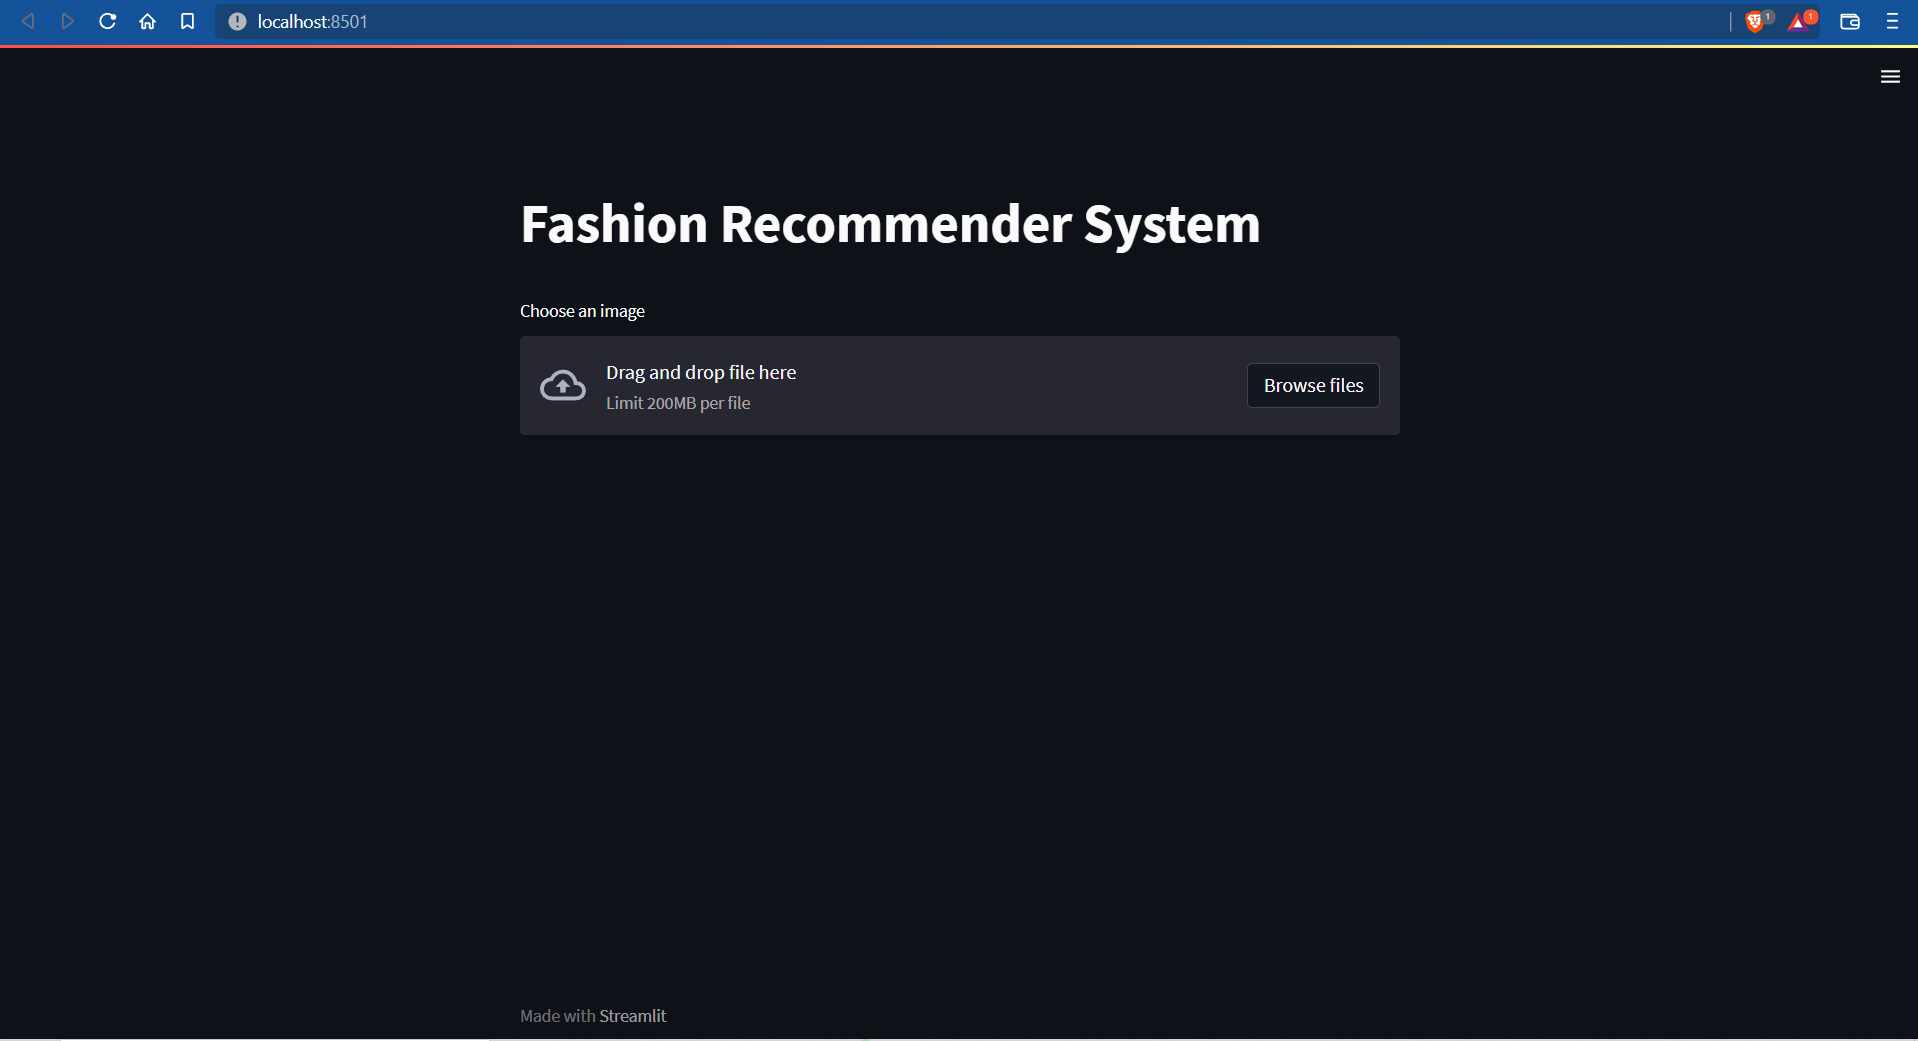 localhost:8501
1
1
Fashion Recommender System
Choose an image
Drag and drop file here
Limit 200MB per file
Browse files
Made with Streamlit